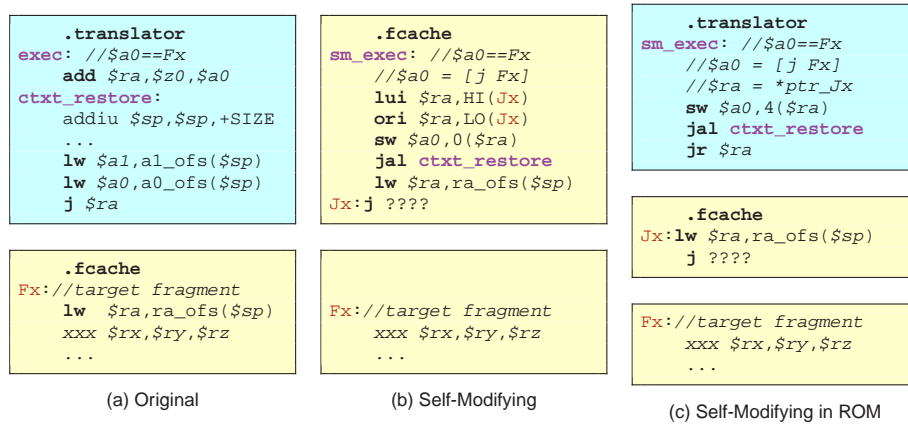 .translator
exec: //$a0==Fx
add $ra,$z0,$a0
ctxt_restore:
addiu $sp,$sp,+SIZE
...
lw $a1,a1_ofs($sp)
lw $a0,a0_ofs($sp)
j $ra
.fcache
Fx://target fragment
lw $ra,ra_ofs($sp)
xxx $rx,$ry,$rz
...
(a) Original
.fcache
sm_exec: //$a0==Fx
//$a0 = [j Fx]
lui $ra,HI(Jx)
ori $ra,LO(Jx)
sw $a0,0($ra)
jal ctxt_restore
lw $ra,ra_ofs($sp)
Jx:j ????
Fx://target fragment
xxx $rx,$ry,$rz
...
(b) Self-Modifying
.translator
sm_exec: //$a0==Fx
//$a0 = [j Fx]
//$ra = *ptr_Jx
sw $a0,4($ra)
jal ctxt_restore
jr $ra
.fcache
Jx:lw $ra,ra_ofs($sp)
j ????
Fx://target fragment
xxx $rx,$ry,$rz
...
(c) Self-Modifying in ROM